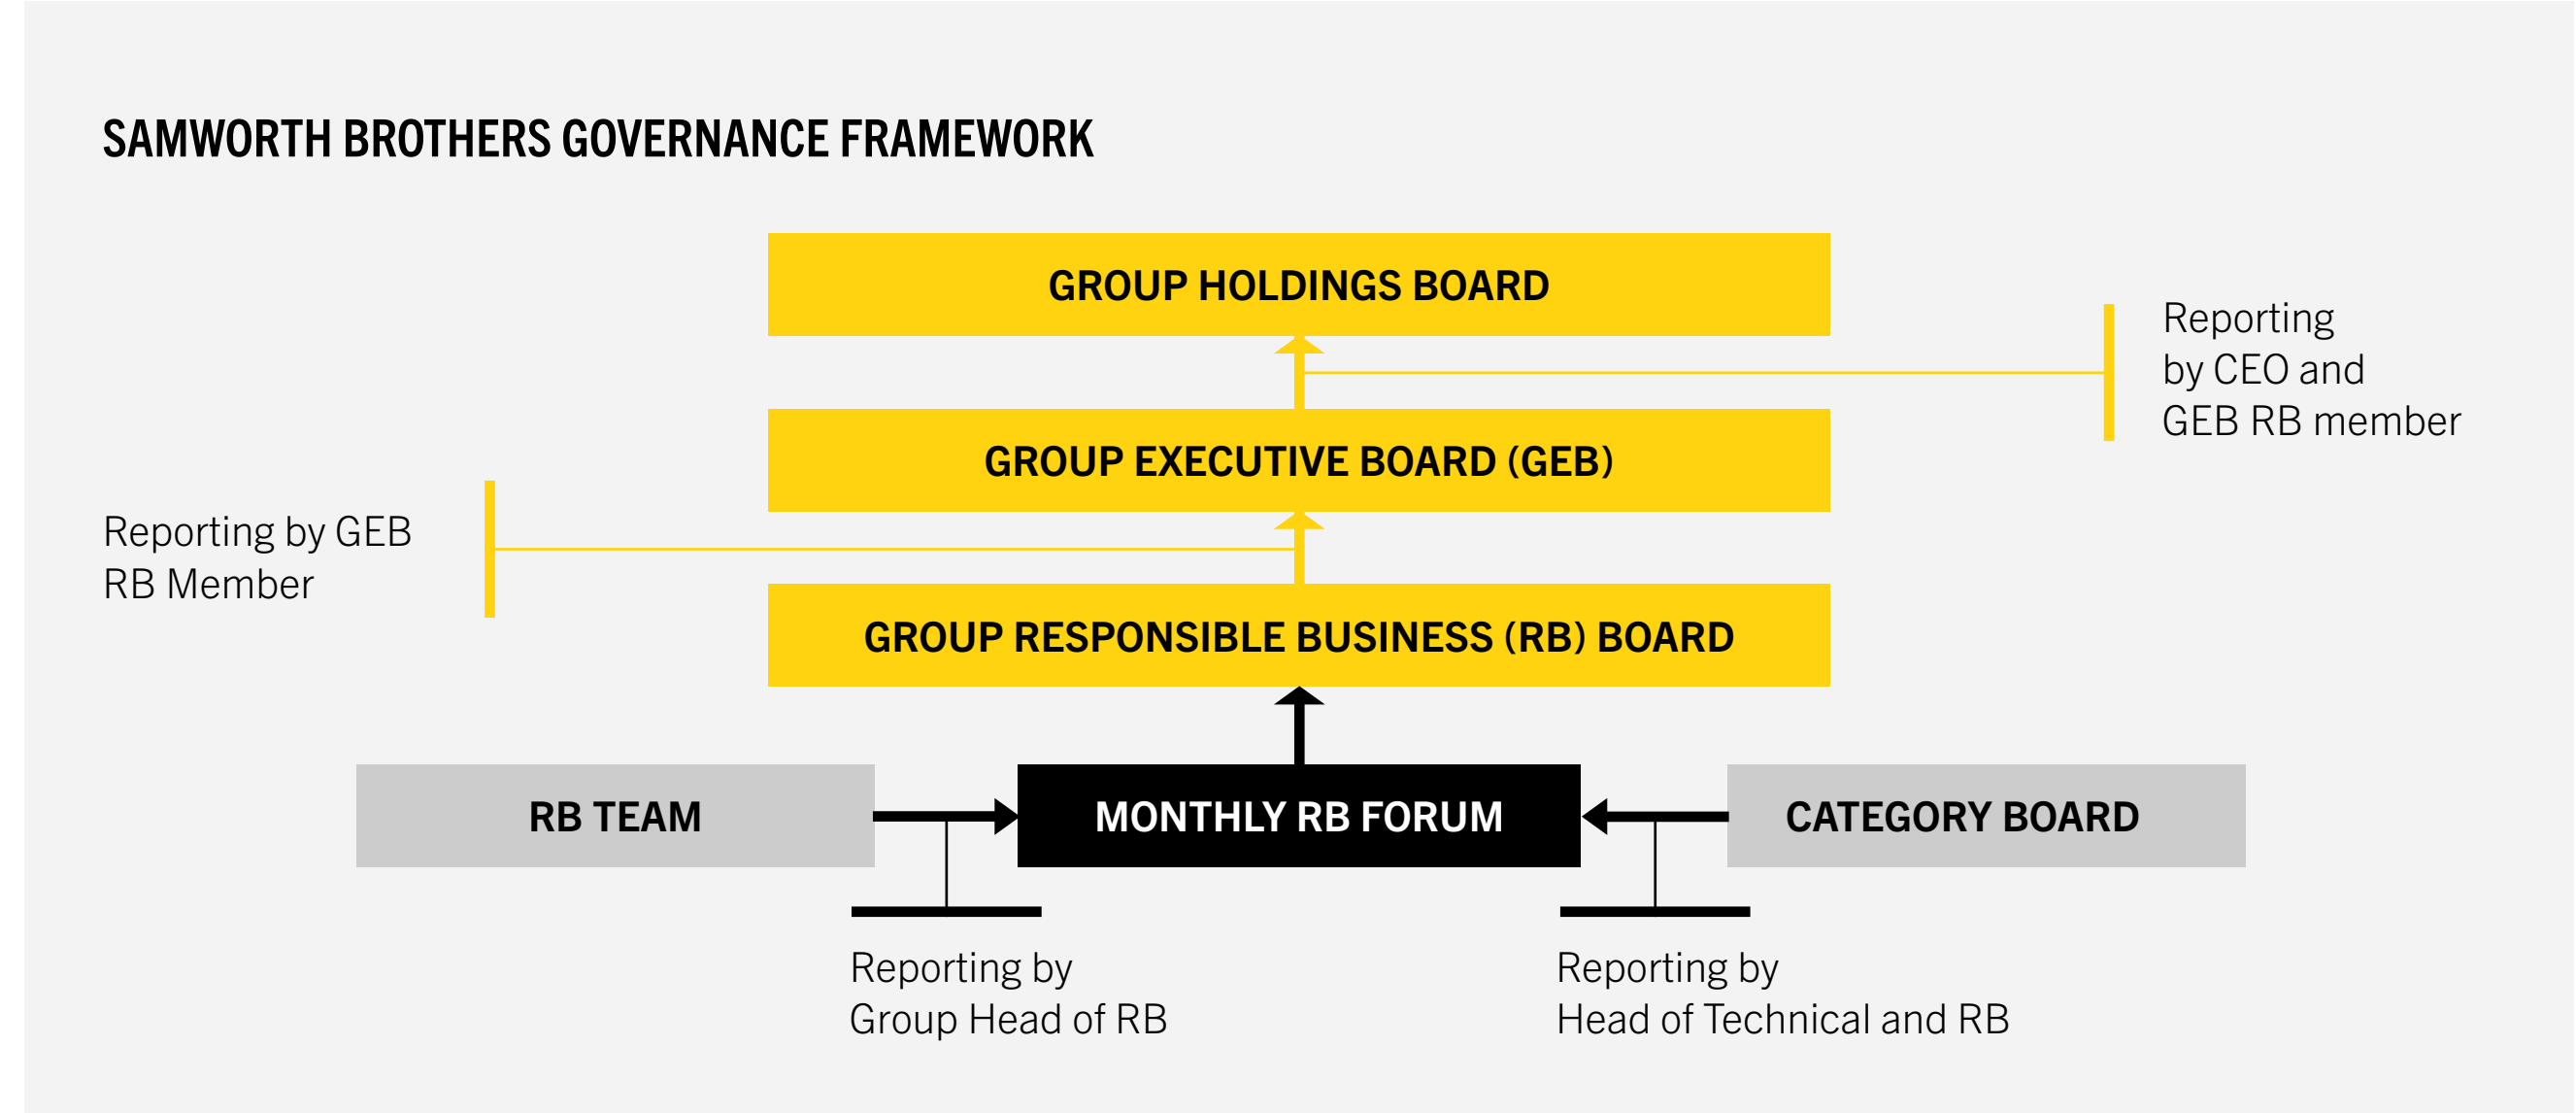 SAMWORTH BROTHERS GOVERNANCE FRAMEWORK
GROUP HOLDINGS BOARD
Reporting
by CEO and
GEB RB member
GROUP EXECUTIVE BOARD (GEB)
Reporting by GEB
RB Member
GROUP RESPONSIBLE BUSINESS (RB) BOARD
RB TEAM
MONTHLY RB FORUM
CATEGORY BOARD
Reporting by
Group Head of RB
Reporting by
Head of Technical and RB